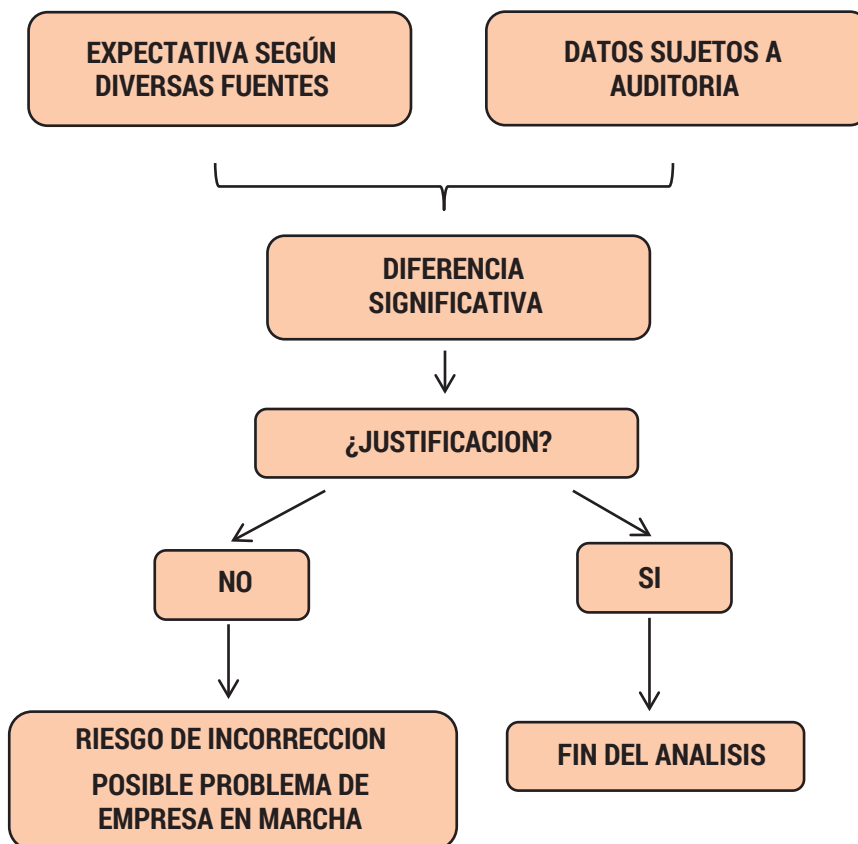 EXPECTATIVA SEGÚN
DIVERSAS FUENTES
DATOS SUJETOS A
AUDITORIA
DIFERENCIA
SIGNIFICATIVA
¿JUSTIFICACION?
NO
SI
RIESGO DE INCORRECCION
POSIBLE PROBLEMA DE
EMPRESA EN MARCHA
FIN DEL ANALISIS